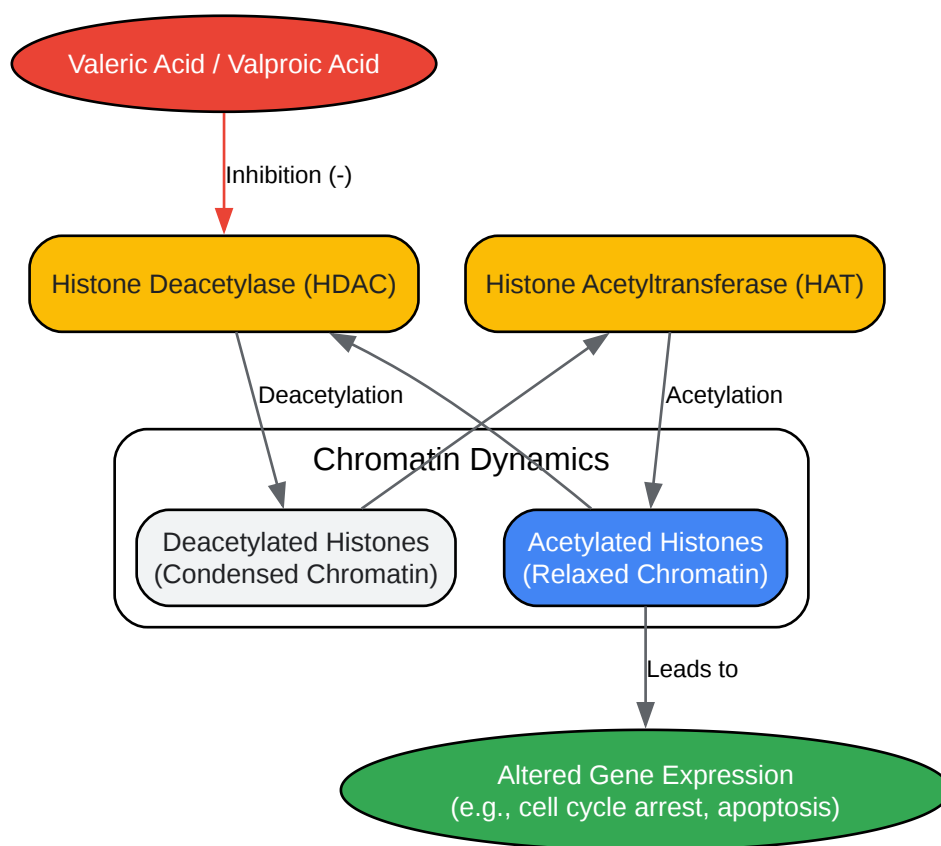 Valeric Acid / Valproic Acid
Inhibition (-)
Histone Deacetylase (HDAC)
Histone Acetyltransferase (HAT)
Deacetylation
Acetylation
Chromatin Dynamics
Deacetylated Histones
(Condensed Chromatin)
Acetylated Histones
(Relaxed Chromatin)
Leads to
Altered Gene Expression
(e.g., cell cycle arrest, apoptosis)